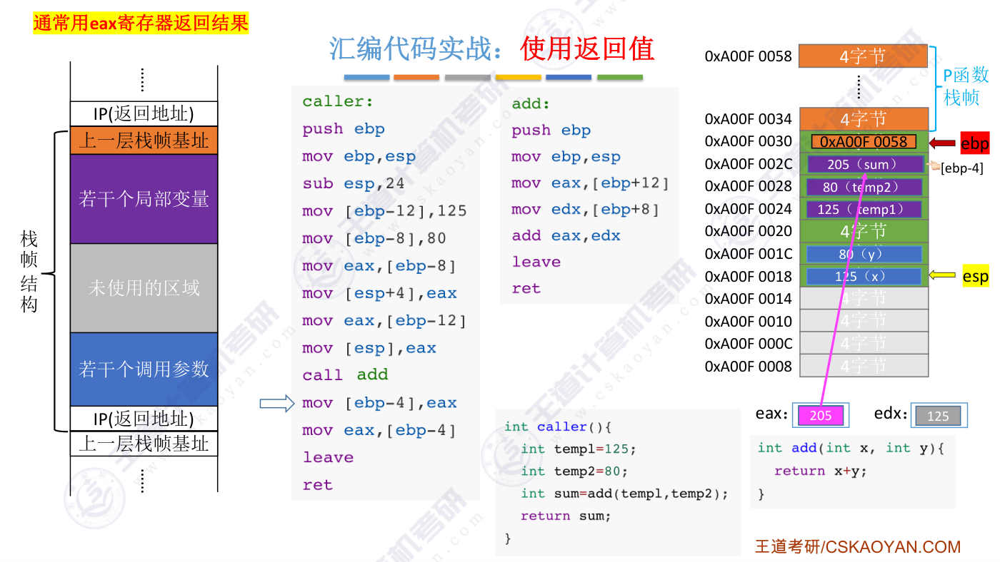 通常用eax寄存器返回结果
汇编代码实战：使用返回值
IP(返回地址)
上一层栈帧基址
若干个局部变量
未使用的区域
若干个调用参数
IP(返回地址)
上一层栈帧基址
栈帧结构
caller:
push ebp
mov ebp,esp
sub esp,24
mov [ebp-12],125
mov [ebp-8],80
mov eax,[ebp-8]
mov [esp+4],eax
mov eax,[ebp-12]
mov [esp],eax
call add
mov [ebp-4],eax
mov eax,[ebp-4]
leave
ret
add:
push ebp
mov ebp,esp
mov eax,[ebp+12]
mov edx,[ebp+8]
add eax,edx
leave
ret
int caller(){
int temp1=125;
int temp2=80;
int sum=add(temp1,temp2);
return sum;
}
0xA00F 0058 4字节
P函数
栈帧
0xA00F 0034 4字节
0xA00F 0030 0xA00F 0058 ebp
0xA00F 002C 205（sum） [ebp-4]
0xA00F 0028 80（temp2）
0xA00F 0024 125（temp1）
0xA00F 0020 4字节
0xA00F 001C 80（y）
0xA00F 0018 125（x） esp
0xA00F 0014 4字节
0xA00F 0010 4字节
0xA00F 000C 4字节
0xA00F 0008 4字节
eax: 205 edx: 125
int add(int x, int y){
return x+y;
}
王道考研/CSKAOYAN.COM
王道计算机考研
www.cskaoyan.com